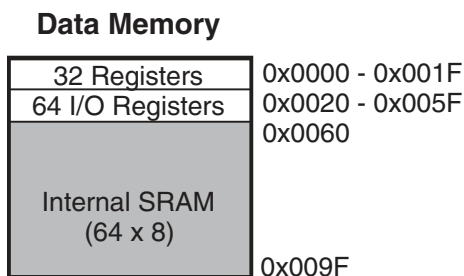 Data Memory
32 Registers 0x0000 - 0x001F
64 I/O Registers 0x0020 - 0x005F
0x0060
Internal SRAM
(64 x 8)
0x009F